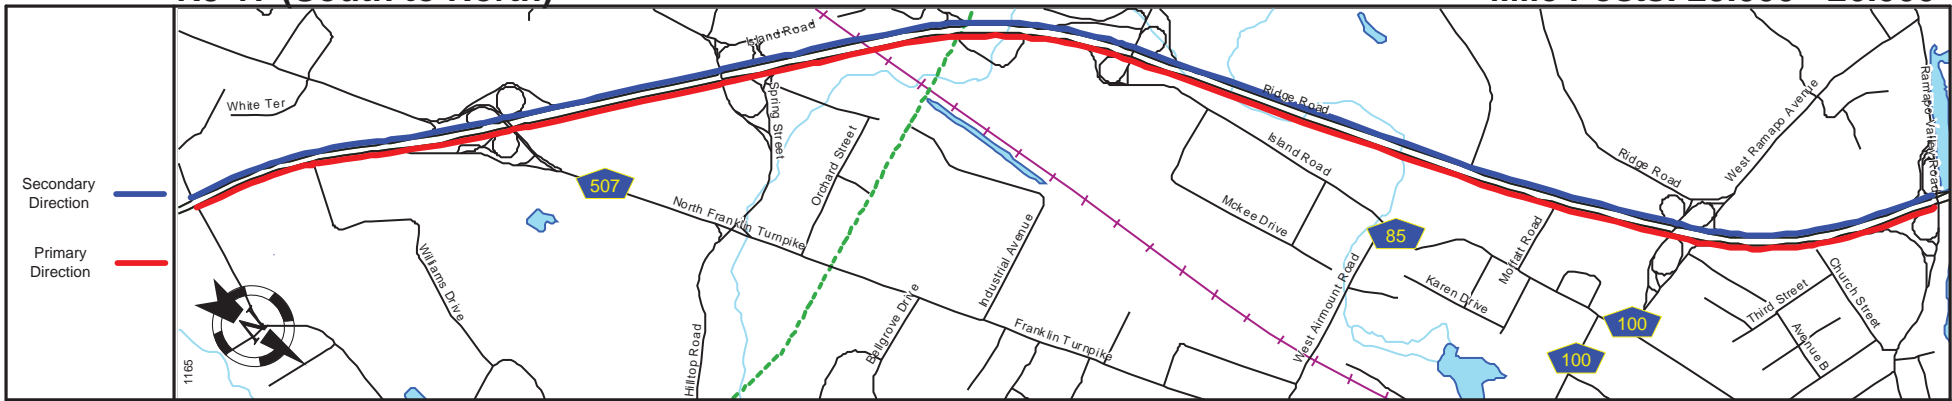 Secondary
Direction
Primary
Direction
1165
White Ter
Island Road
Spring Street
Orchard Street
507
North Franklin Turnpike
Williams Drive
Hilltop Road
Bellgrove Drive
Industrial Avenue
Franklin Turnpike
Ridge Road
Island Road
Mckee Drive
85
West Airmount Road
Karen Drive
Moffatt Road
Ridge Road
West Ramapo Avenue
Ramapo Valley Road
100
100
Third Street
Church Street
Avenue B
N